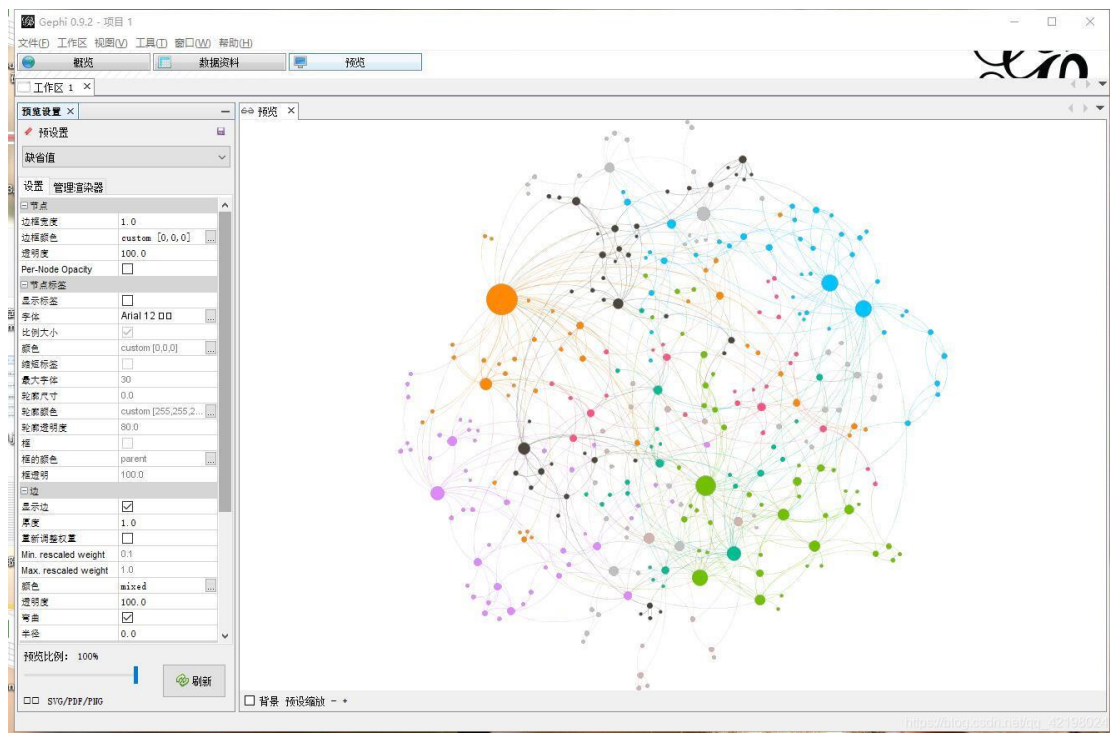 Gephi 0.9.2 - 项目 1
文件(F) 工作区 视图(V) 工具(T) 窗口(W) 帮助(H)
概览 数据资料 预览
工作区 1 ×
预览设置 × 预览 ×
预设置
缺省值
设置 管理渲染器
节点
边框宽度 1.0
边框颜色 custom [0,0,0] ...
透明度 100.0
Per-Node Opacity
节点标签
显示标签
字体 Arial 12 □□ ...
比例大小
颜色 custom [0,0,0] ...
缩短标签
最大字体 30
轮廓尺寸 0.0
轮廓颜色 custom [255,255,2... ...
轮廓透明度 80.0
框
框的颜色 parent ...
框透明 100.0
边
显示边
厚度 1.0
重新调整权重
Min. rescaled weight 0.1
Max. rescaled weight 1.0
颜色 mixed ...
透明度 100.0
弯曲
半径 0.0
预览比例: 100%
刷新
□□ SVG/PDF/PNG
背景 预设缩放 - +
https://blog.csdn.net/qq_42198024